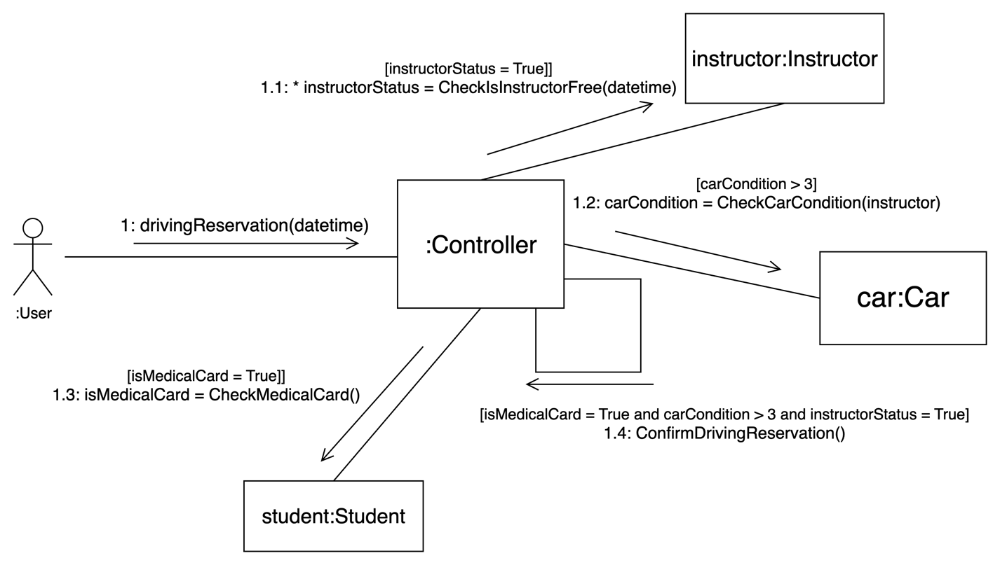 instructor:Instructor
[instructorStatus = True]]
1.1: * instructorStatus = CheckIsInstructorFree(datetime)
[carCondition > 3]
1.2: carCondition = CheckCarCondition(instructor)
1: drivingReservation(datetime)
:Controller
car:Car
:User
[isMedicalCard = True]]
1.3: isMedicalCard = CheckMedicalCard()
[isMedicalCard = True and carCondition > 3 and instructorStatus = True]
1.4: ConfirmDrivingReservation()
student:Student